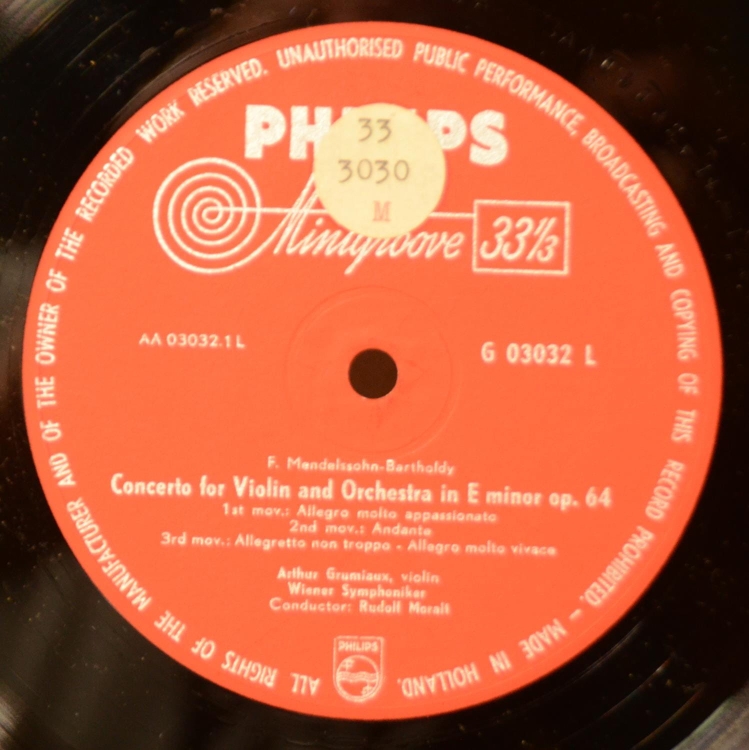 ALL RIGHTS OF THE MANUFACTURER AND OF THE OWNER OF THE RECORDED WORK RESERVED. UNAUTHORISED PUBLIC PERFORMANCE, BROADCASTING AND COPYING OF THIS RECORD PROHIBITED. – MADE IN HOLLAND.
PHILIPS
33
3030
M
Minigroove 33 1/3
AA 03032.1 L
G 03032 L
F. Mendelssohn-Bartholdy
Concerto for Violin and Orchestra in E minor op. 64
1st mov.: Allegro molto appassionato
2nd mov.: Andante
3rd mov.: Allegretto non troppo - Allegro molto vivace
Arthur Grumiaux, violin
Wiener Symphoniker
Conductor: Rudolf Moralt
PHILIPS